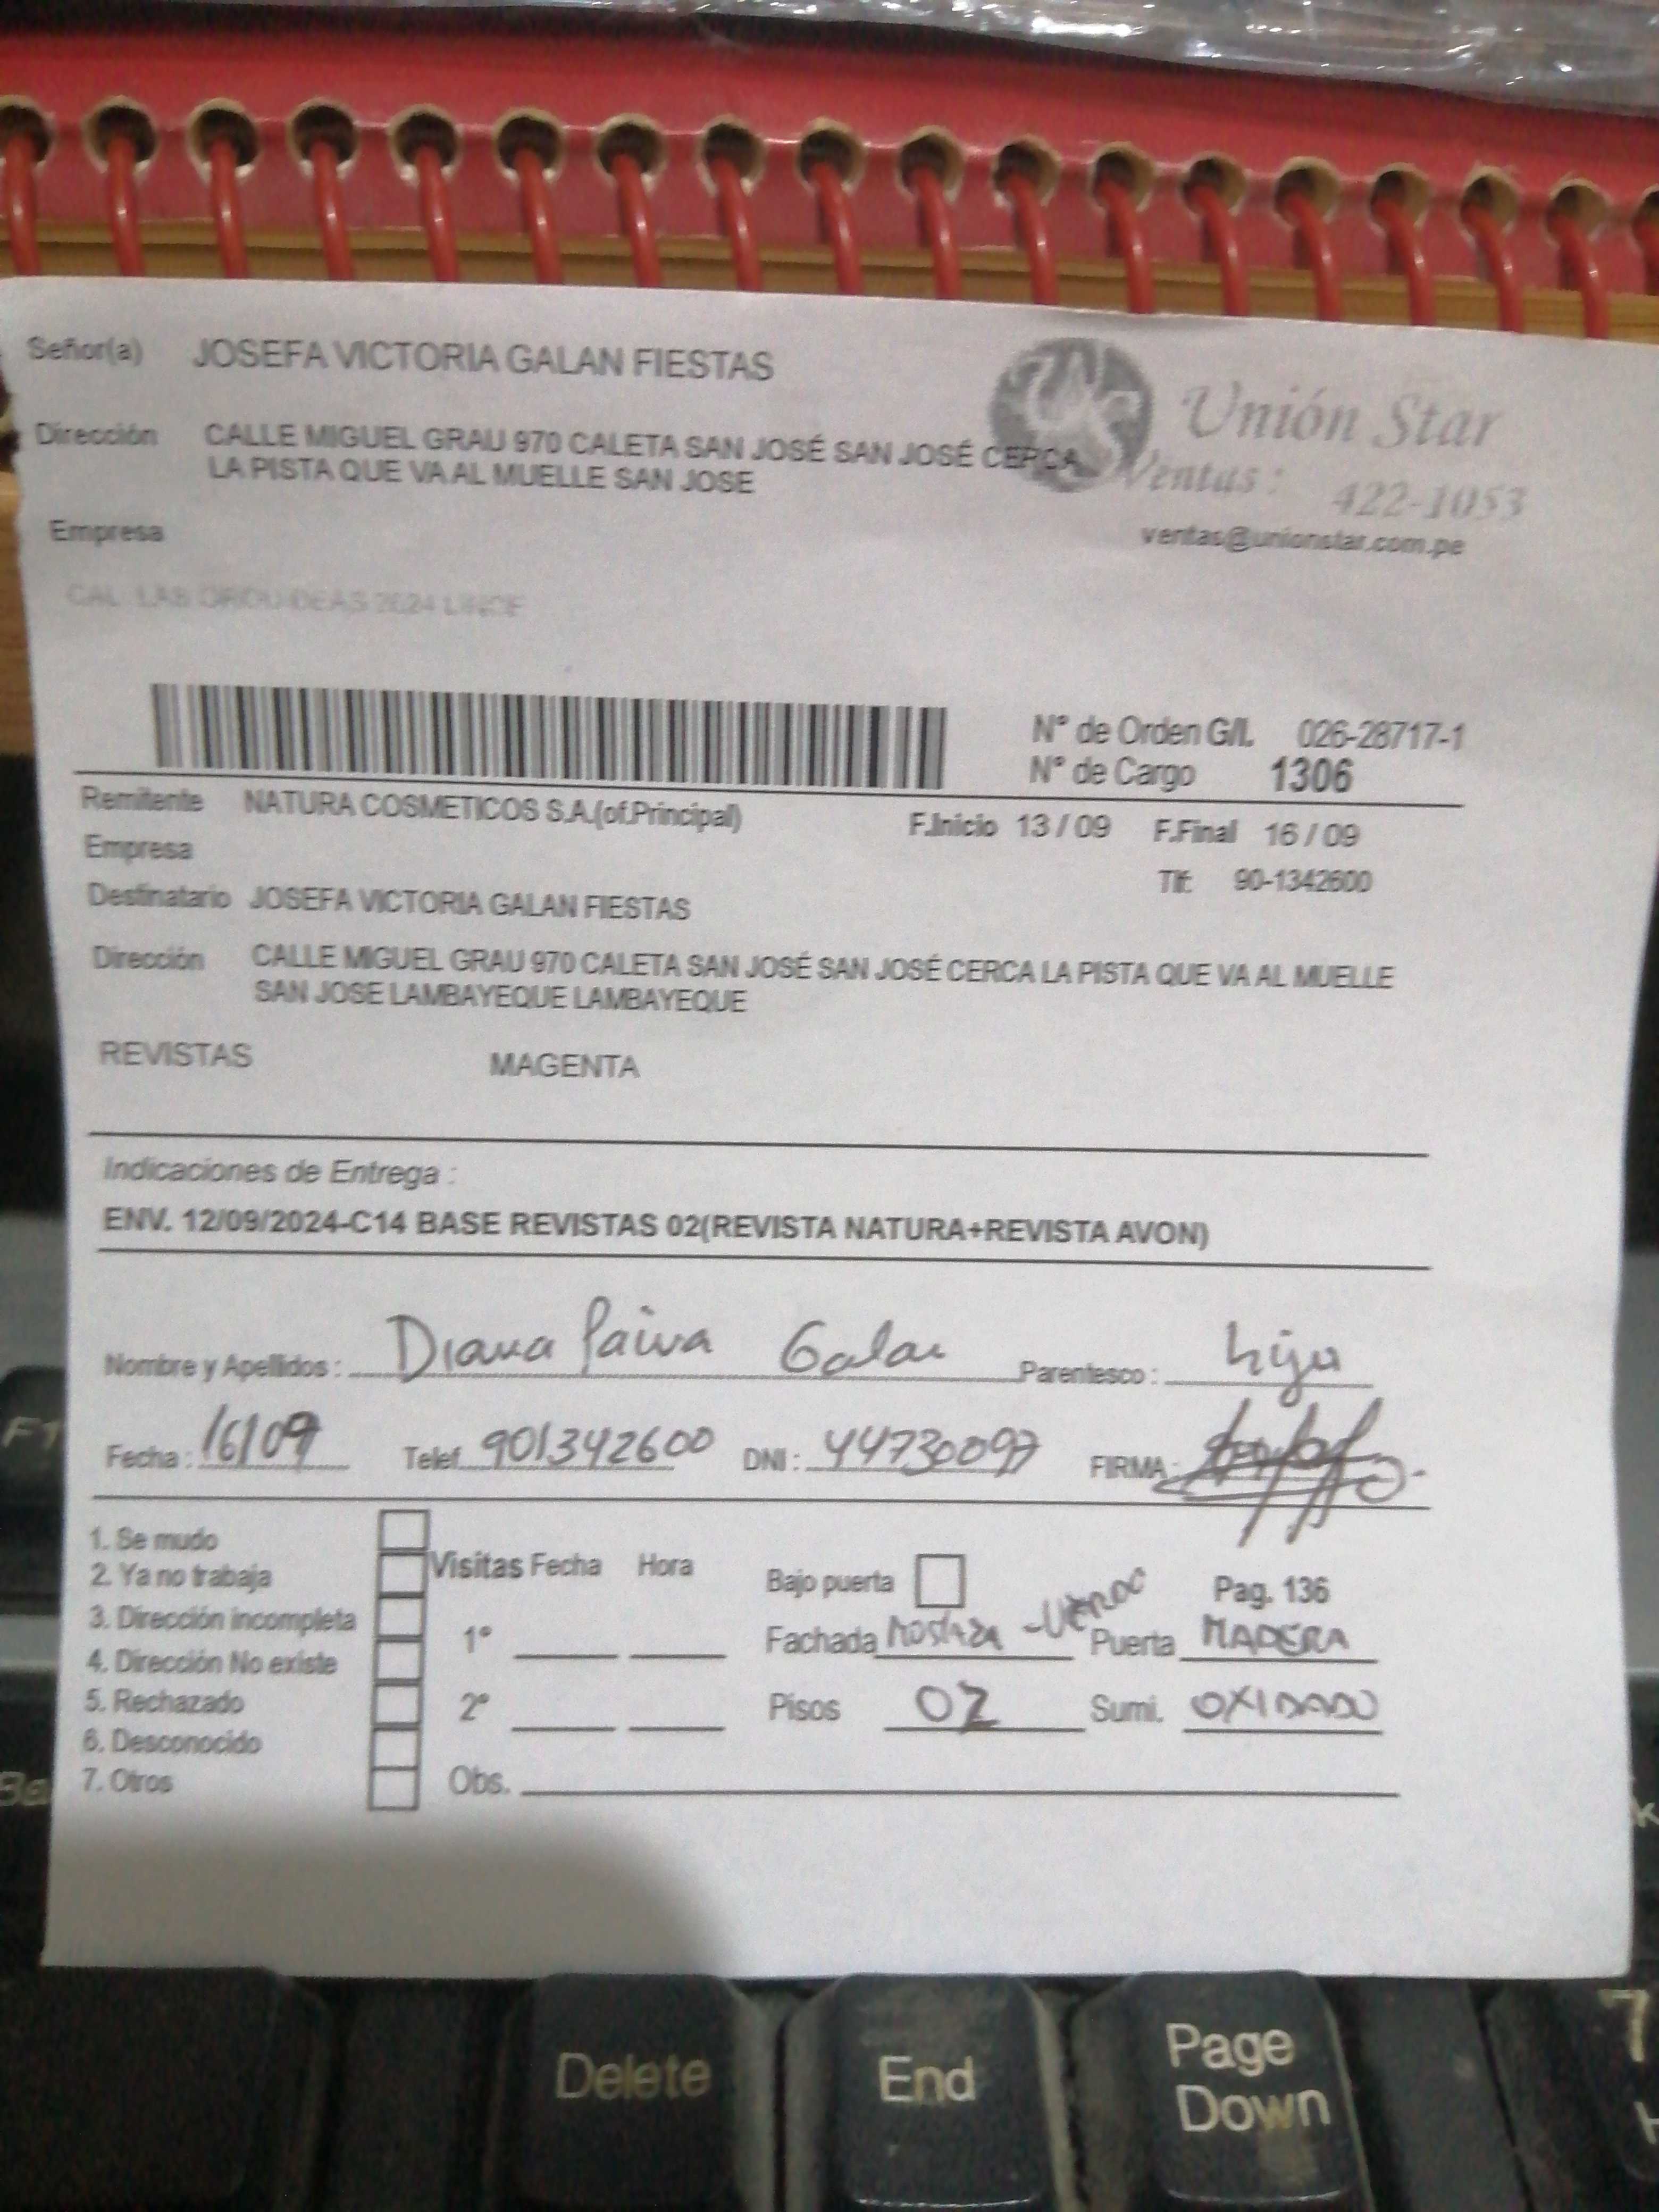 Señor(a) JOSEFA VICTORIA GALAN FIESTAS
Unión Star
Dirección CALLE MIGUEL GRAU 970 CALETA SAN JOSÉ SAN JOSÉ CERCA
LA PISTA QUE VA AL MUELLE SAN JOSE
Ventas: 422-1053
ventas@unionstar.com.pe
Empresa
2024
N° de Orden G/I. 026-28717-1
N° de Cargo 1306
Remitente NATURA COSMETICOS S.A.(of.Principal) F.Inicio 13 / 09 F.Final 16 / 09
Empresa
Tlf: 90-1342600
Destinatario JOSEFA VICTORIA GALAN FIESTAS
Dirección CALLE MIGUEL GRAU 970 CALETA SAN JOSÉ SAN JOSÉ CERCA LA PISTA QUE VA AL MUELLE
SAN JOSE LAMBAYEQUE LAMBAYEQUE
REVISTAS MAGENTA
Indicaciones de Entrega :
ENV. 12/09/2024-C14 BASE REVISTAS 02(REVISTA NATURA+REVISTA AVON)
Nombre y Apellidos : Diana Paiva Galan Parentesco : hija
Fecha : 16/09 Telef. 901342600 DNI : 44730097 FIRMA :
1. Se mudo
2. Ya no trabaja
3. Dirección incompleta
4. Dirección No existe
5. Rechazado
6. Desconocido
7. Otros
Visitas Fecha Hora
1°
2°
Obs.
Bajo puerta Pag. 136
Fachada MOSTAZA - Puerta MADERA
Pisos 02 Sumi. OXIDADO
F1
Delete
End
Page
Down
7